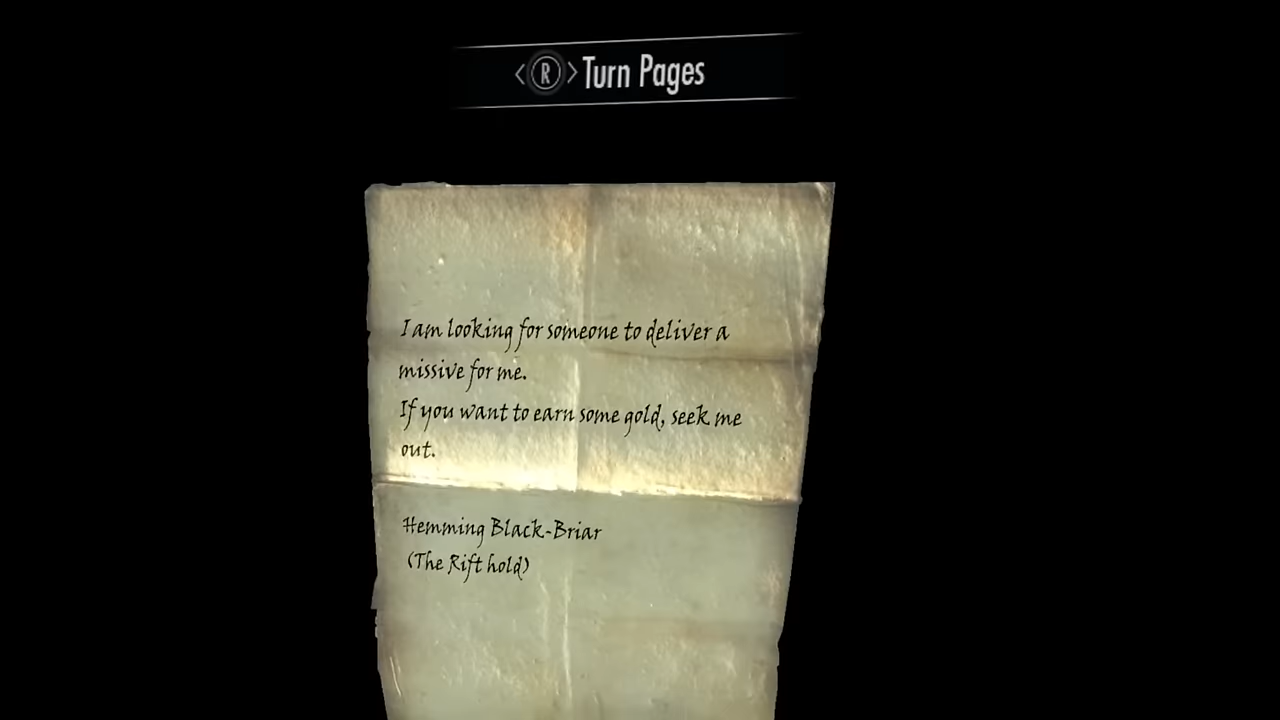 <R> Turn Pages
I am looking for someone to deliver a
missive for me.
If you want to earn some gold, seek me
out.
Hemming Black-Briar
(The Rift hold)